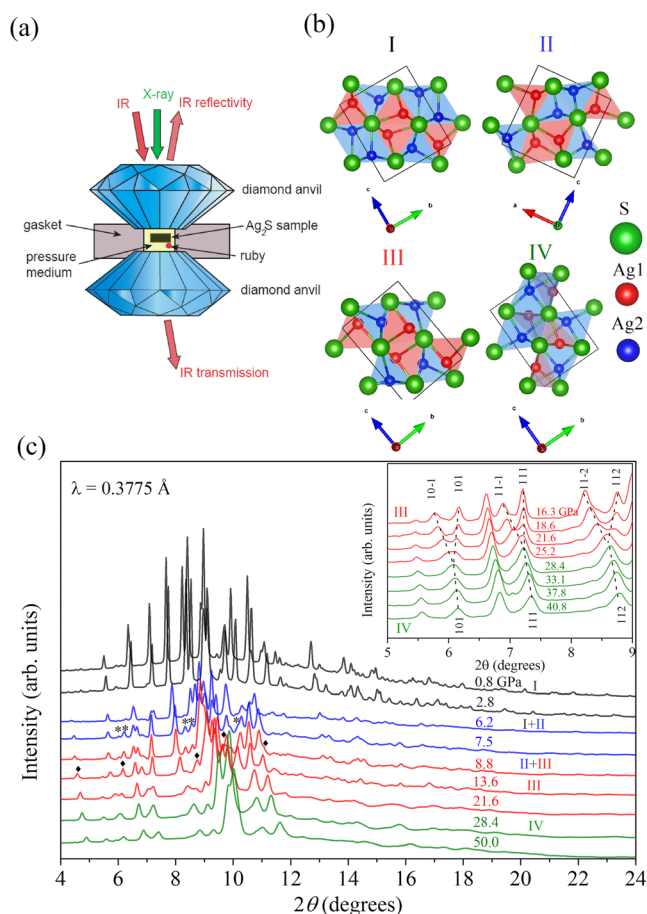 (a)
IR
X-ray
IR reflectivity
diamond anvil
gasket
Ag2S sample
pressure medium
ruby
diamond anvil
IR transmission
(b)
I
II
c
b
a
c
b
III
IV
c
b
a
c
b
a
S
Ag1
Ag2
(c)
λ = 0.3775 Å
Intensity (arb. units)
0.8 GPa
I
2.8
I+II
6.2
II
7.5
II+III
8.8
III
13.6
21.6
IV
28.4
50.0
** ** *
4 6 8 10 12 14 16 18 20 22 24
2θ (degrees)
Intensity (arb. units)
10-1
101
11-1
111
11-2
112
III
16.3 GPa
18.6
21.6
25.2
28.4
33.1
37.8
40.8
IV
101
111
112
5 6 7 8 9
2θ (degrees)